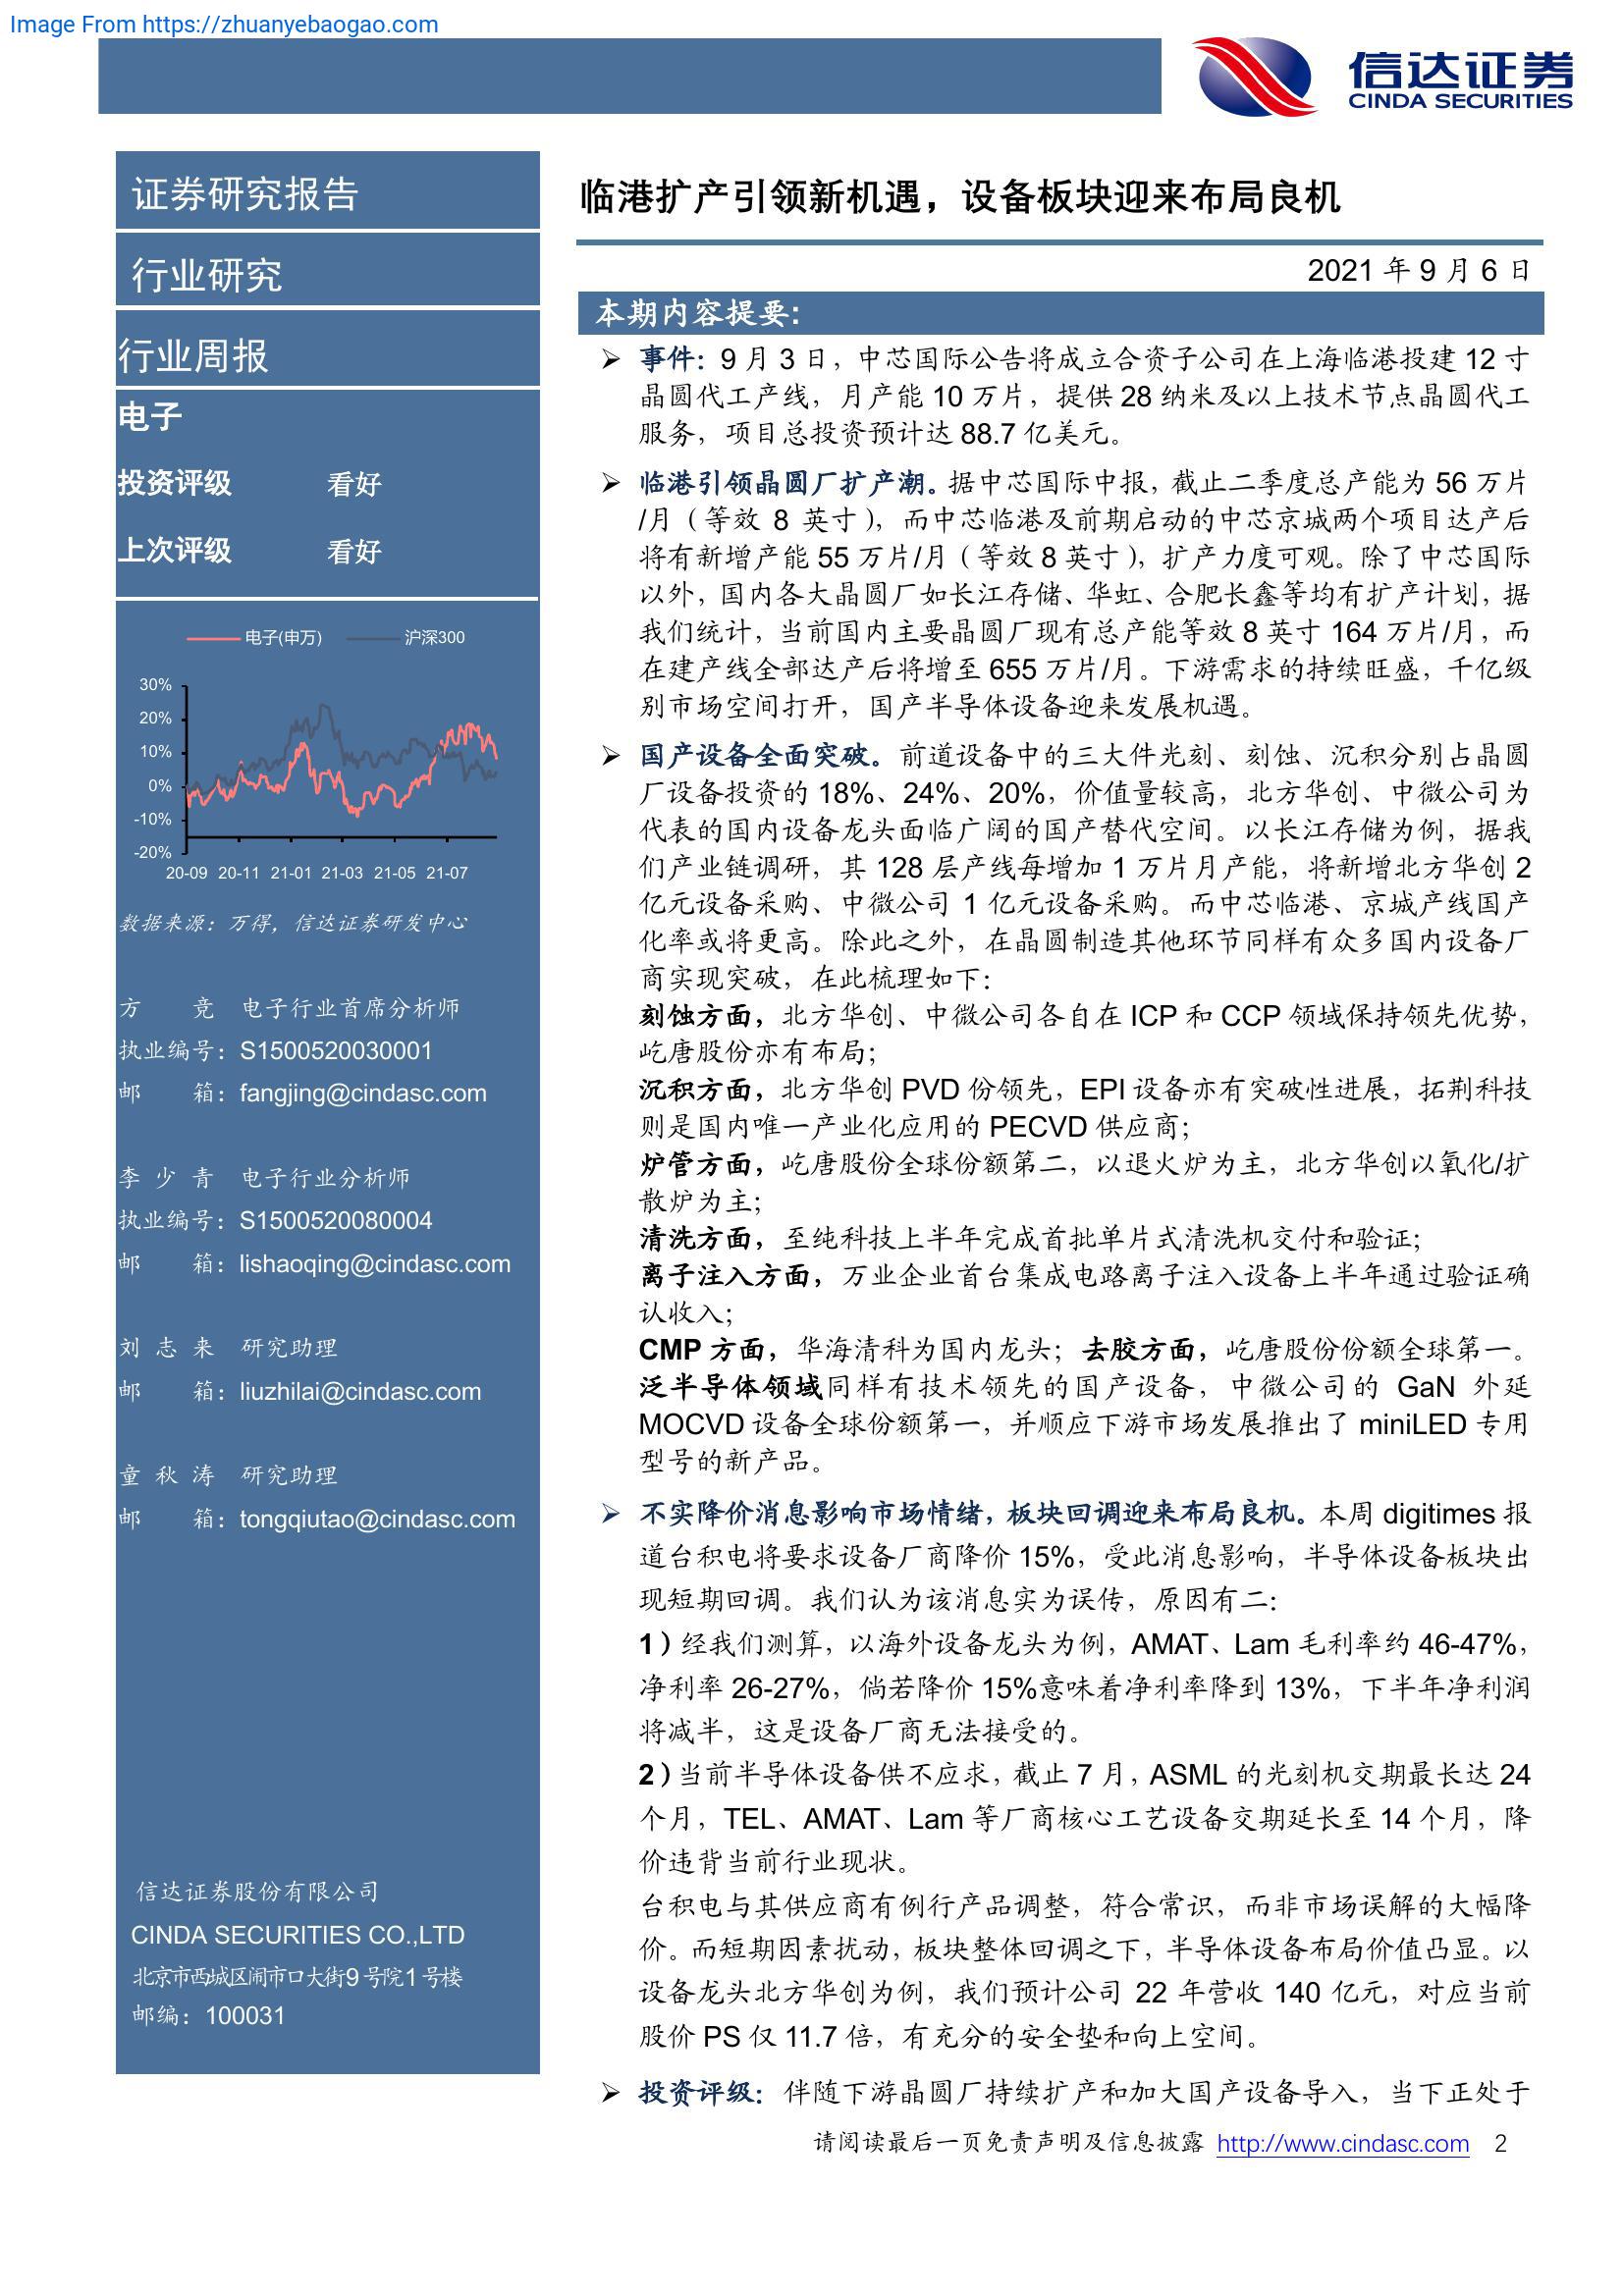 Image From https://zhuanyebaogao.com
信达证券
CINDA SECURITIES
证券研究报告
行业研究
行业周报
电子
投资评级 看好
上次评级 看好
电子(申万) 沪深300
30%
20%
10%
0%
-10%
-20%
20-09 20-11 21-01 21-03 21-05 21-07
数据来源：万得，信达证券研发中心
方 竞 电子行业首席分析师
执业编号：S1500520030001
邮 箱：fangjing@cindasc.com
李少青 电子行业分析师
执业编号：S1500520080004
邮 箱：lishaoqing@cindasc.com
刘志来 研究助理
邮 箱：liuzhilai@cindasc.com
童秋涛 研究助理
邮 箱：tongqiutao@cindasc.com
信达证券股份有限公司
CINDA SECURITIES CO.,LTD
北京市西城区闹市口大街9号院1号楼
邮编：100031
临港扩产引领新机遇，设备板块迎来布局良机
2021 年 9 月 6 日
本期内容提要:
➢ 事件：9 月 3 日，中芯国际公告将成立合资子公司在上海临港投建 12 寸
晶圆代工产线，月产能 10 万片，提供 28 纳米及以上技术节点晶圆代工
服务，项目总投资预计达 88.7 亿美元。
➢ 临港引领晶圆厂扩产潮。据中芯国际中报，截止二季度总产能为 56 万片
/月（等效 8 英寸），而中芯临港及前期启动的中芯京城两个项目达产后
将有新增产能 55 万片/月（等效 8 英寸），扩产力度可观。除了中芯国际
以外，国内各大晶圆厂如长江存储、华虹、合肥长鑫等均有扩产计划，据
我们统计，当前国内主要晶圆厂现有总产能等效 8 英寸 164 万片/月，而
在建产线全部达产后将增至 655 万片/月。下游需求的持续旺盛，千亿级
别市场空间打开，国产半导体设备迎来发展机遇。
➢ 国产设备全面突破。前道设备中的三大件光刻、刻蚀、沉积分别占晶圆
厂设备投资的 18%、24%、20%，价值量较高，北方华创、中微公司为
代表的国内设备龙头面临广阔的国产替代空间。以长江存储为例，据我
们产业链调研，其 128 层产线每增加 1 万片月产能，将新增北方华创 2
亿元设备采购、中微公司 1 亿元设备采购。而中芯临港、京城产线国产
化率或将更高。除此之外，在晶圆制造其他环节同样有众多国内设备厂
商实现突破，在此梳理如下：
刻蚀方面，北方华创、中微公司各自在 ICP 和 CCP 领域保持领先优势，
屹唐股份亦有布局；
沉积方面，北方华创 PVD 份领先，EPI 设备亦有突破性进展，拓荆科技
则是国内唯一产业化应用的 PECVD 供应商；
炉管方面，屹唐股份全球份额第二，以退火炉为主，北方华创以氧化/扩
散炉为主；
清洗方面，至纯科技上半年完成首批单片式清洗机交付和验证；
离子注入方面，万业企业首台集成电路离子注入设备上半年通过验证确
认收入；
CMP 方面，华海清科为国内龙头；去胶方面，屹唐股份份额全球第一。
泛半导体领域同样有技术领先的国产设备，中微公司的 GaN 外延
MOCVD 设备全球份额第一，并顺应下游市场发展推出了 miniLED 专用
型号的新产品。
➢ 不实降价消息影响市场情绪，板块回调迎来布局良机。本周 digitimes 报
道台积电将要求设备厂商降价 15%，受此消息影响，半导体设备板块出
现短期回调。我们认为该消息实为误传，原因有二：
1）经我们测算，以海外设备龙头为例，AMAT、Lam 毛利率约 46-47%，
净利率 26-27%，倘若降价 15%意味着净利率降到 13%，下半年净利润
将减半，这是设备厂商无法接受的。
2）当前半导体设备供不应求，截止 7 月，ASML 的光刻机交期最长达 24
个月，TEL、AMAT、Lam 等厂商核心工艺设备交期延长至 14 个月，降
价违背当前行业现状。
台积电与其供应商有例行产品调整，符合常识，而非市场误解的大幅降
价。而短期因素扰动，板块整体回调之下，半导体设备布局价值凸显。以
设备龙头北方华创为例，我们预计公司 22 年营收 140 亿元，对应当前
股价 PS 仅 11.7 倍，有充分的安全垫和向上空间。
➢ 投资评级：伴随下游晶圆厂持续扩产和加大国产设备导入，当下正处于
请阅读最后一页免责声明及信息披露 http://www.cindasc.com 2